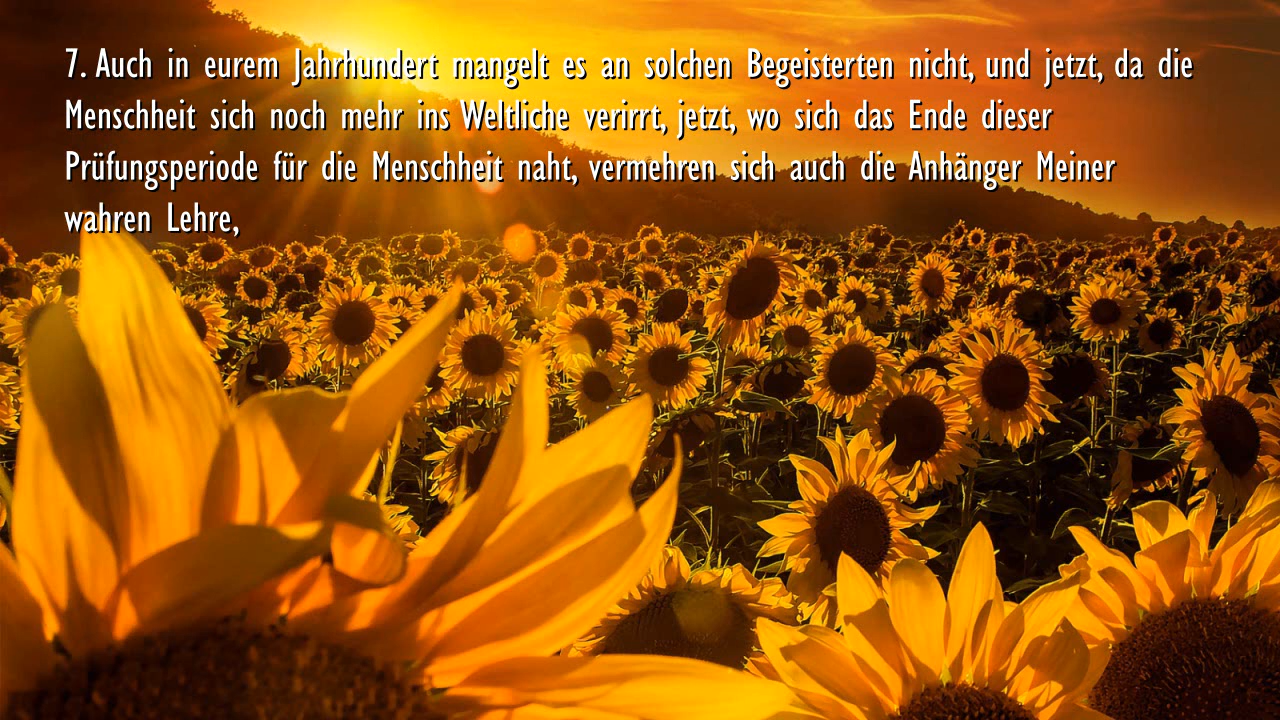 7. Auch in eurem Jahrhundert mangelt es an solchen Begeisterten nicht, und jetzt, da die
Menschheit sich noch mehr ins Weltliche verirrt, jetzt, wo sich das Ende dieser
Prüfungsperiode für die Menschheit naht, vermehren sich auch die Anhänger Meiner
wahren Lehre,